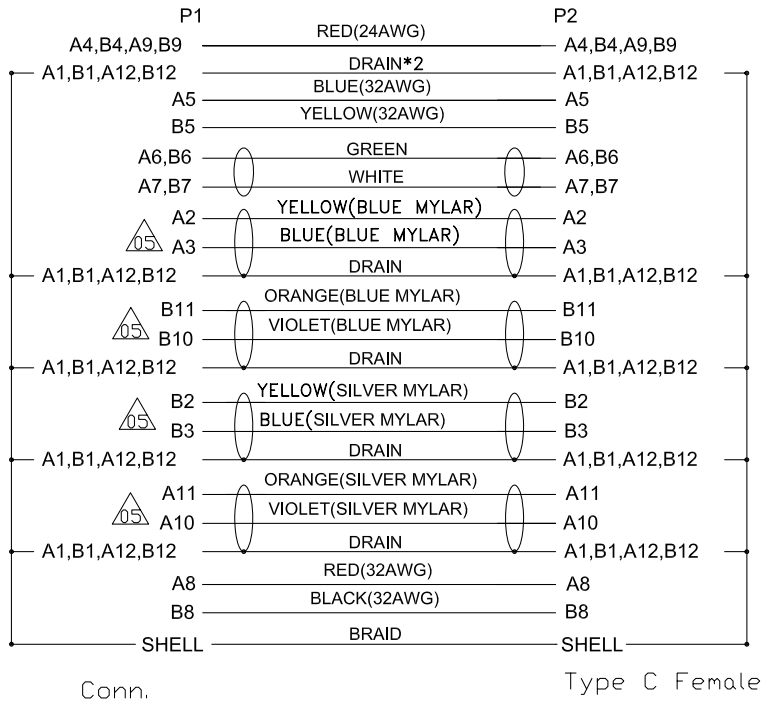 P1 P2
A4,B4,A9,B9 RED(24AWG) A4,B4,A9,B9
A1,B1,A12,B12 DRAIN*2 A1,B1,A12,B12
A5 BLUE(32AWG) A5
B5 YELLOW(32AWG) B5
A6,B6 GREEN A6,B6
A7,B7 WHITE A7,B7
A2 YELLOW(BLUE MYLAR) A2
05 A3 BLUE(BLUE MYLAR) A3
A1,B1,A12,B12 DRAIN A1,B1,A12,B12
B11 ORANGE(BLUE MYLAR) B11
05 B10 VIOLET(BLUE MYLAR) B10
A1,B1,A12,B12 DRAIN A1,B1,A12,B12
B2 YELLOW(SILVER MYLAR) B2
05 B3 BLUE(SILVER MYLAR) B3
A1,B1,A12,B12 DRAIN A1,B1,A12,B12
A11 ORANGE(SILVER MYLAR) A11
05 A10 VIOLET(SILVER MYLAR) A10
A1,B1,A12,B12 DRAIN A1,B1,A12,B12
A8 RED(32AWG) A8
B8 BLACK(32AWG) B8
SHELL BRAID SHELL
Conn. Type C Female